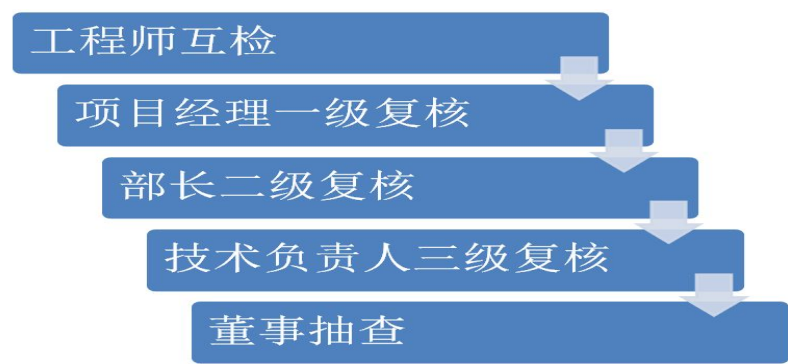 工程师互检
项目经理一级复核
部长二级复核
技术负责人三级复核
董事抽查